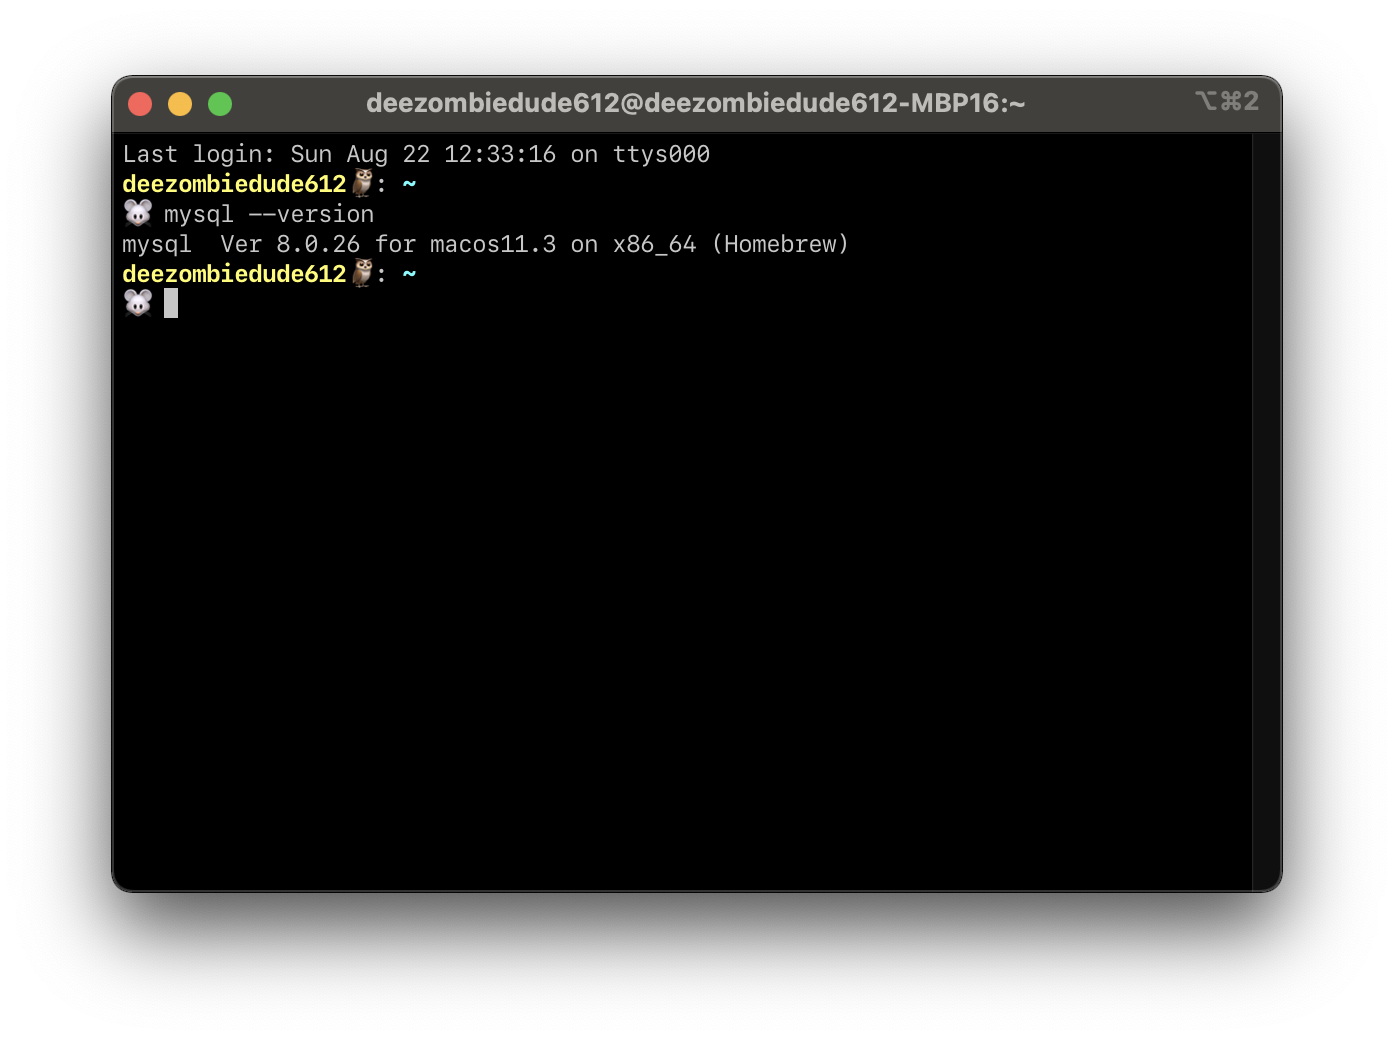 deezombiedude612@deezombiedude612-MBP16:~
⌥⌘2
Last login: Sun Aug 22 12:33:16 on ttys000
deezombiedude612🦉: ~
🐭 mysql --version
mysql  Ver 8.0.26 for macos11.3 on x86_64 (Homebrew)
deezombiedude612🦉: ~
🐭